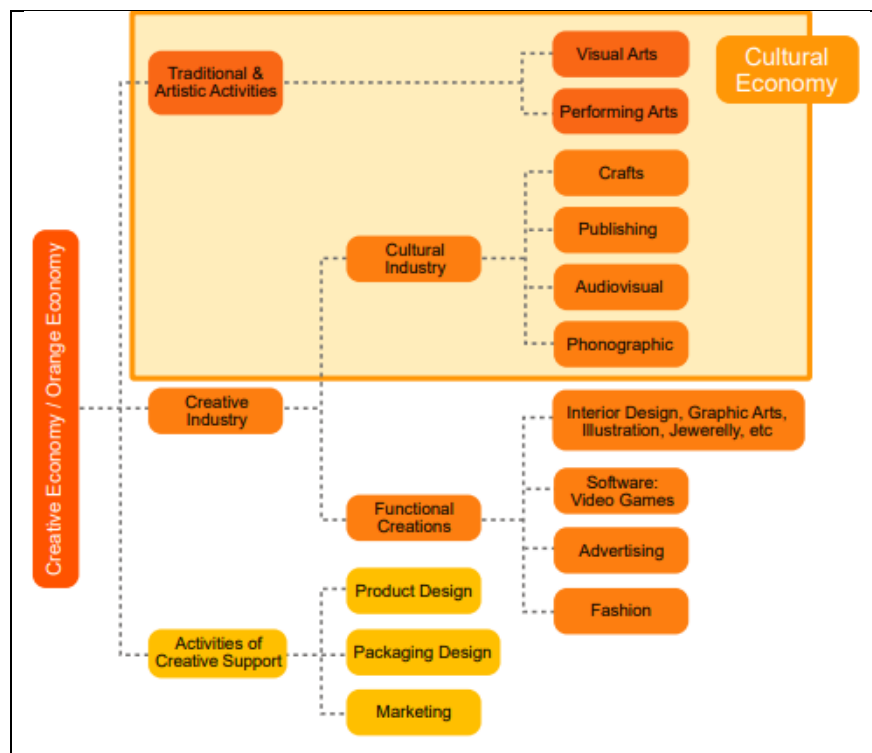 Cultural
Economy
Traditional &
Artistic Activities
Visual Arts
Performing Arts
Crafts
Publishing
Cultural
Industry
Audiovisual
Phonographic
Creative Economy / Orange Economy
Creative
Industry
Interior Design, Graphic Arts,
Illustration, Jewerelly, etc
Software:
Video Games
Functional
Creations
Advertising
Fashion
Activities of
Creative Support
Product Design
Packaging Design
Marketing